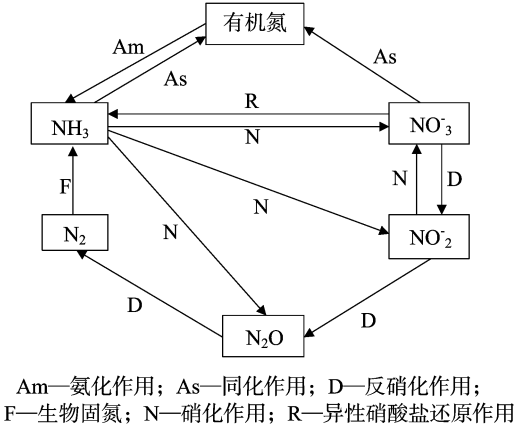 有机氮
Am
As
As
NH₃
R
N
NO⁻₃
F
N
N
D
N₂
N
NO⁻₂
D
N₂O
D
Am—氨化作用；As—同化作用；D—反硝化作用；
F—生物固氮；N—硝化作用；R—异性硝酸盐还原作用